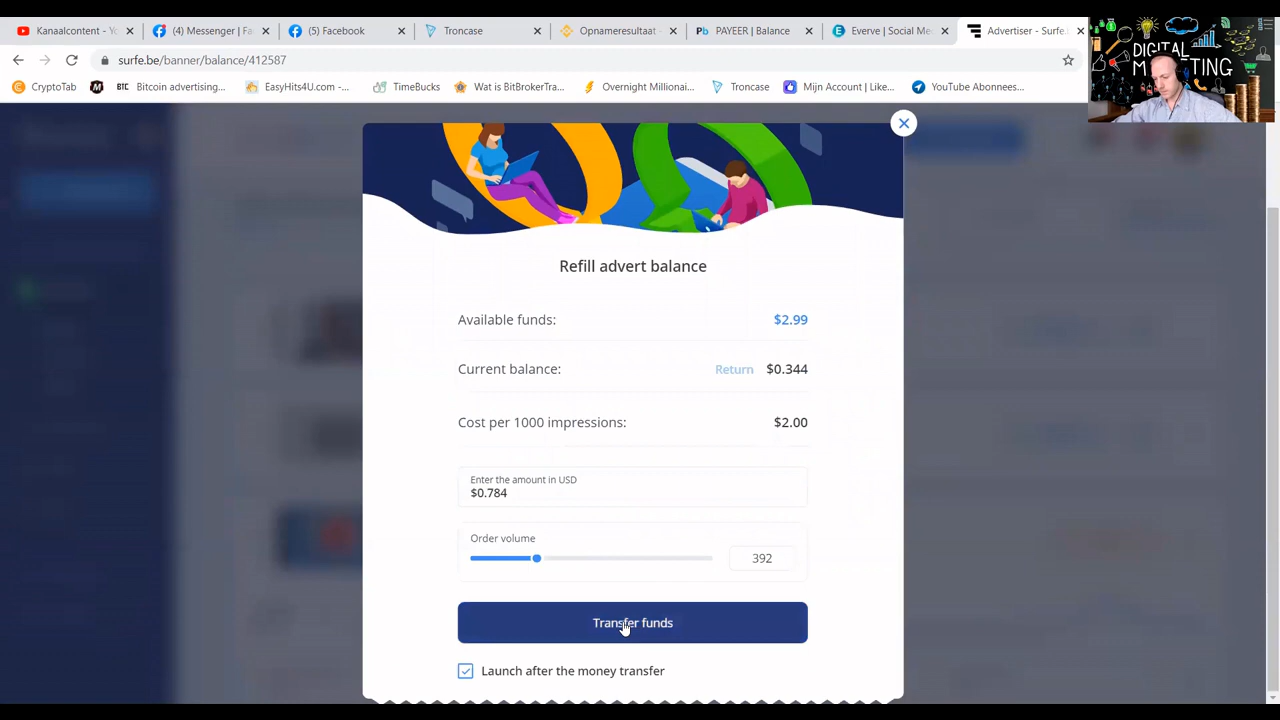 Kanaalcontent - Yo
(4) Messenger | Fa
(5) Facebook
Troncase
Opnameresultaat -
Pb PAYEER | Balance
E Eververve | Social Me
Advertiser - Surfe.b
surfe.be/banner/balance/412587
CryptoTab
BTC Bitcoin advertising...
EasyHits4U.com -...
TimeBucks
Wat is BitBrokerTra...
Overnight Millionai...
Troncase
Mijn Account | Like...
YouTube Abonnees...
DIGITAL
MARKETING
Refill advert balance
Available funds: $2.99
Current balance: Return $0.344
Cost per 1000 impressions: $2.00
Enter the amount in USD
$0.784
Order volume
392
Transfer funds
Launch after the money transfer